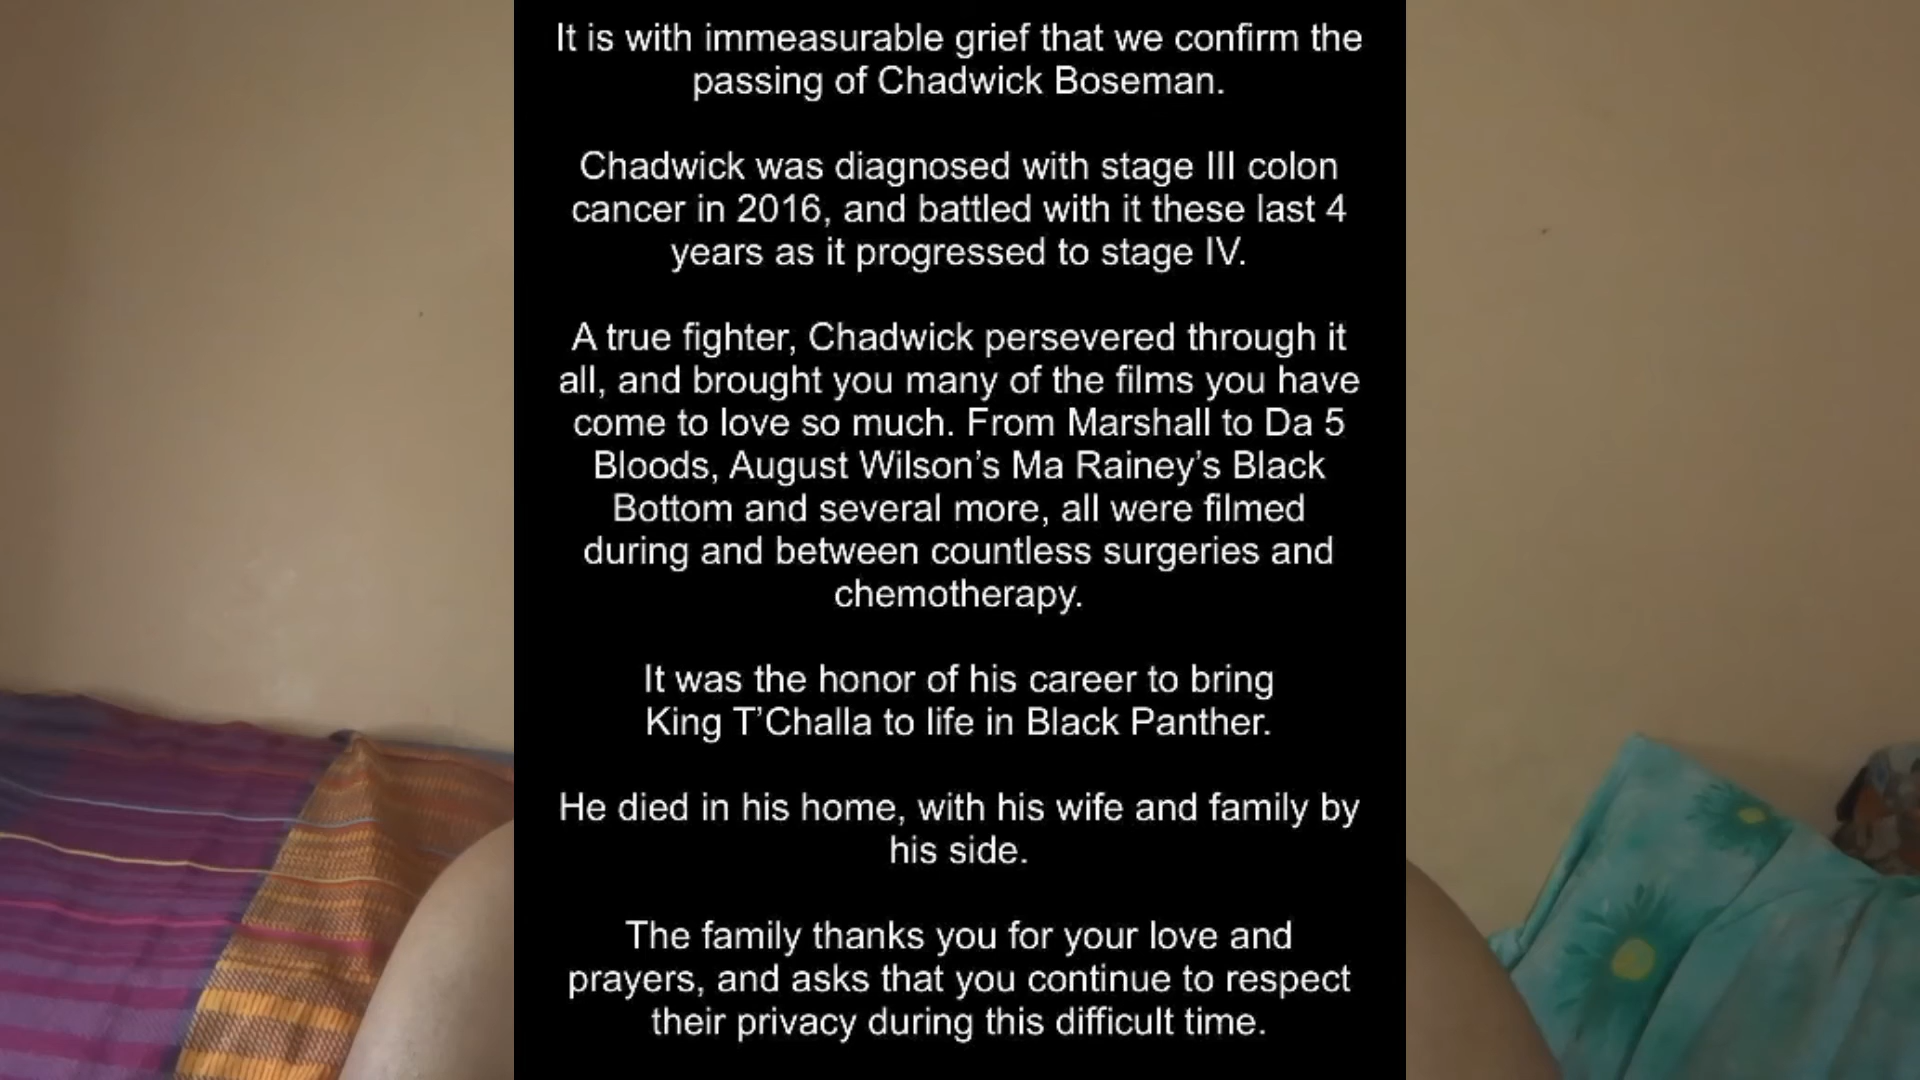 It is with immeasurable grief that we confirm the
passing of Chadwick Boseman.
Chadwick was diagnosed with stage III colon
cancer in 2016, and battled with it these last 4
years as it progressed to stage IV.
A true fighter, Chadwick persevered through it
all, and brought you many of the films you have
come to love so much. From Marshall to Da 5
Bloods, August Wilson’s Ma Rainey’s Black
Bottom and several more, all were filmed
during and between countless surgeries and
chemotherapy.
It was the honor of his career to bring
King T’Challa to life in Black Panther.
He died in his home, with his wife and family by
his side.
The family thanks you for your love and
prayers, and asks that you continue to respect
their privacy during this difficult time.